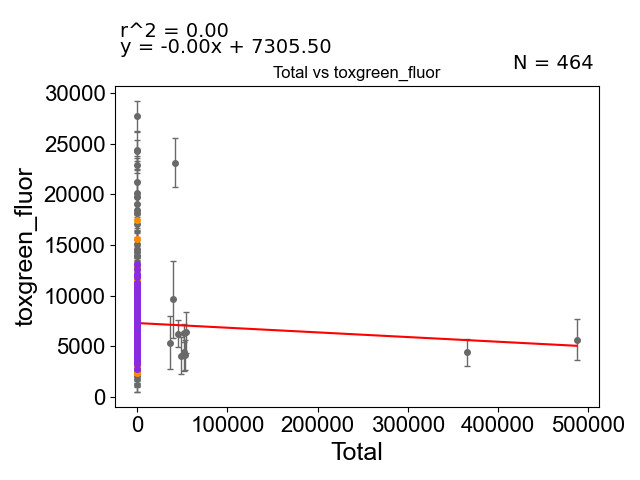 r^2 = 0.00
y = -0.00x + 7305.50
N = 464
Total vs toxgreen_fluor
30000
25000
20000
15000
10000
5000
0
toxgreen_fluor
0 100000 200000 300000 400000 500000
Total